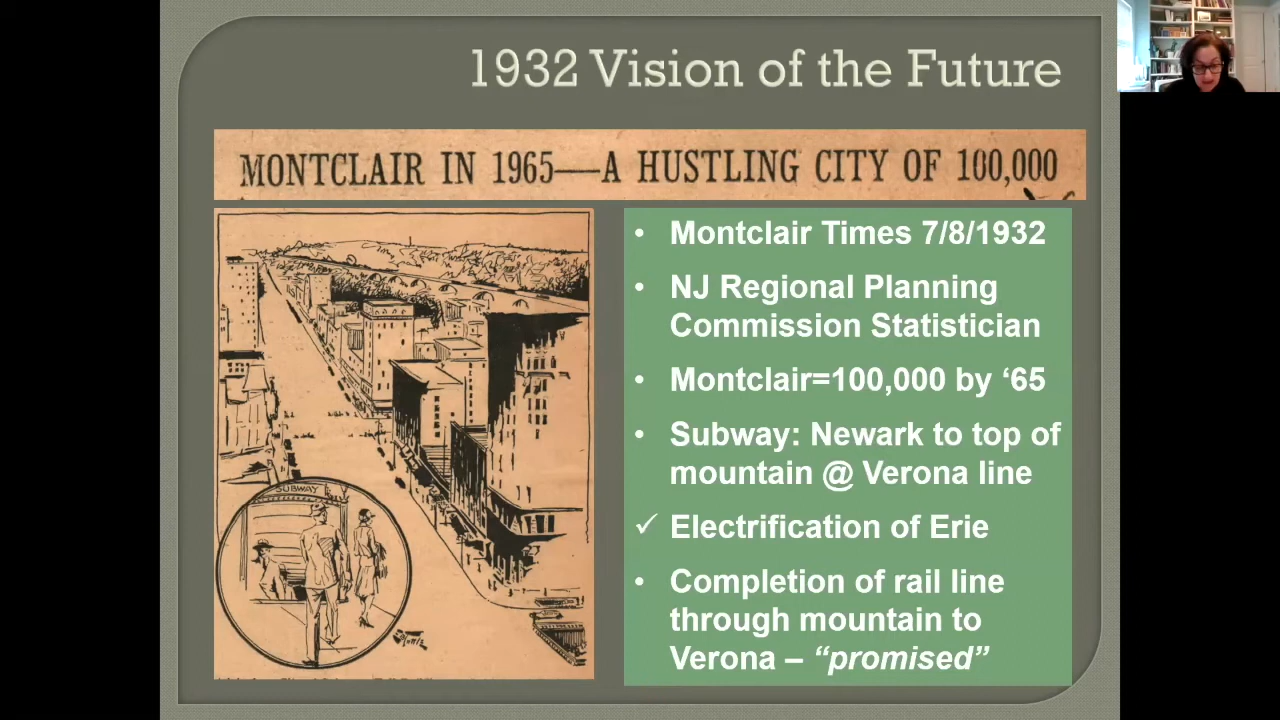 1932 Vision of the Future
MONTCLAIR IN 1965—A HUSTLING CITY OF 100,000
• Montclair Times 7/8/1932
• NJ Regional Planning
Commission Statistician
• Montclair=100,000 by ‘65
• Subway: Newark to top of
mountain @ Verona line
✓ Electrification of Erie
• Completion of rail line
through mountain to
Verona – “promised”
SUBWAY